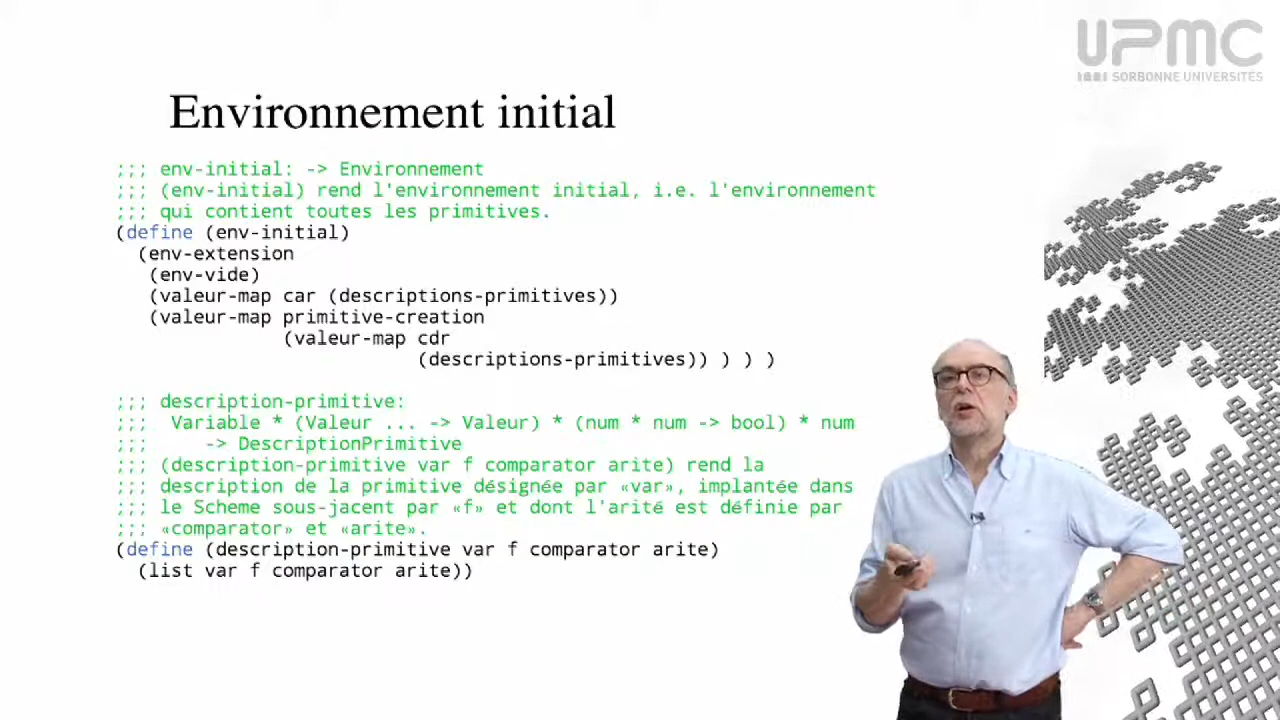 UPMC
SORBONNE UNIVERSITÉS
Environnement initial
;;; env-initial: -> Environnement
;;; (env-initial) rend l'environnement initial, i.e. l'environnement
;;; qui contient toutes les primitives.
(define (env-initial)
  (env-extension
   (env-vide)
   (valeur-map car (descriptions-primitives))
   (valeur-map primitive-creation
               (valeur-map cdr
                           (descriptions-primitives)) ) ) )
;;; description-primitive:
;;;  Variable * (Valeur ... -> Valeur) * (num * num -> bool) * num
;;;     -> DescriptionPrimitive
;;; (description-primitive var f comparator arite) rend la
;;; description de la primitive désignée par «var», implantée dans
;;; le Scheme sous-jacent par «f» et dont l'arité est définie par
;;; «comparator» et «arite».
(define (description-primitive var f comparator arite)
  (list var f comparator arite))